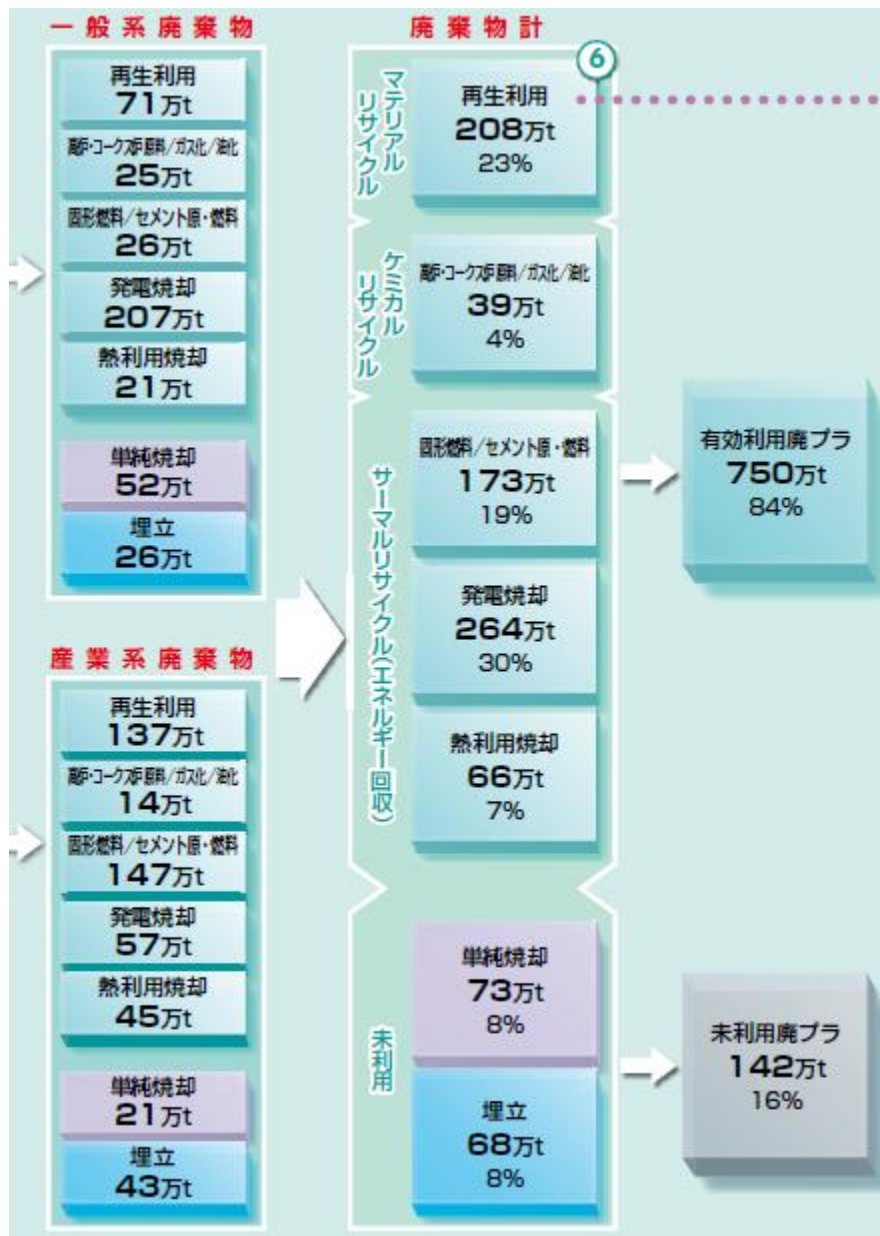 一般系廃棄物
再生利用
71万t
高炉・コークス炉原料/ガス化/油化
25万t
固形燃料/セメント原・燃料
26万t
発電焼却
207万t
熱利用焼却
21万t
単純焼却
52万t
埋立
26万t
産業系廃棄物
再生利用
137万t
高炉・コークス炉原料/ガス化/油化
14万t
固形燃料/セメント原・燃料
147万t
発電焼却
57万t
熱利用焼却
45万t
単純焼却
21万t
埋立
43万t
廃棄物計
6
マテリアル
リサイクル
再生利用
208万t
23%
ケミカル
リサイクル
高炉・コークス炉原料/ガス化/油化
39万t
4%
サーマルリサイクル(エネルギー回収)
固形燃料/セメント原・燃料
173万t
19%
発電焼却
264万t
30%
熱利用焼却
66万t
7%
未利用
単純焼却
73万t
8%
埋立
68万t
8%
有効利用廃プラ
750万t
84%
未利用廃プラ
142万t
16%